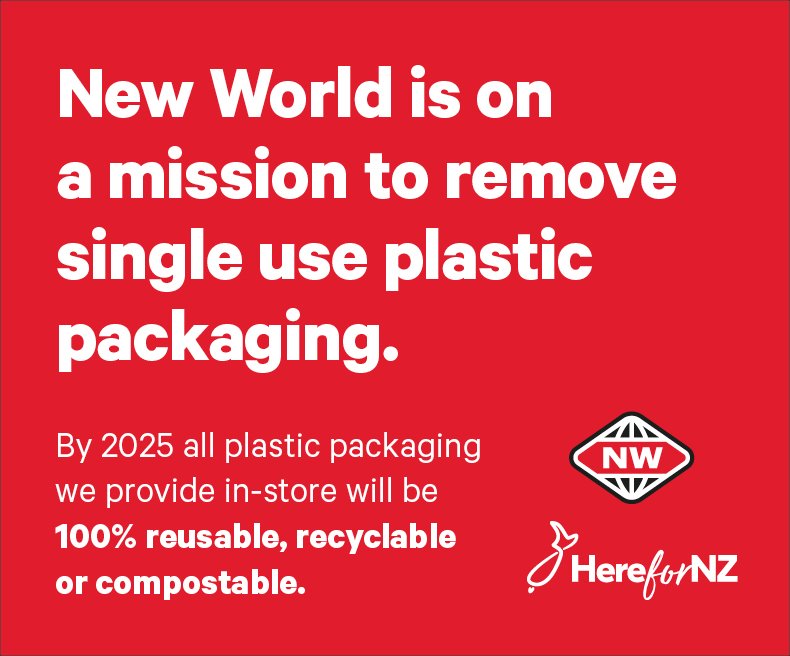 New World is on
a mission to remove
single use plastic
packaging.
By 2025 all plastic packaging
we provide in-store will be
100% reusable, recyclable
or compostable.
NW
HereforNZ